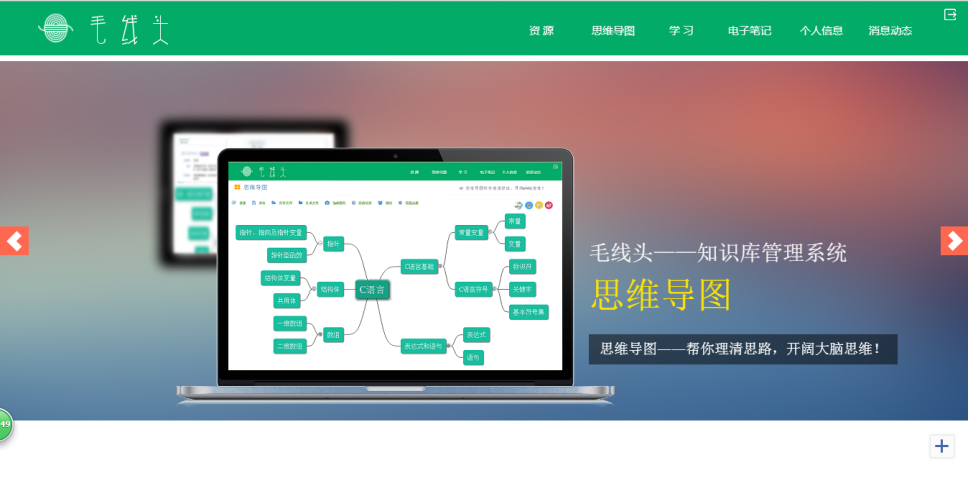 毛线头
资 源 思维导图 学 习 电子笔记 个人信息 消息动态
毛线头——知识库管理系统
思维导图
思维导图——帮你理清思路，开阔大脑思维！
思维导图
指针、指向及指针变量
指针型函数
指针
结构体变量
共用体
结构体
一维数组
二维数组
数组
C语言
C语言基础
常量变量
常量
变量
C语言符号
标识符
关键字
基本符号集
表达式和语句
表达式
语句
49